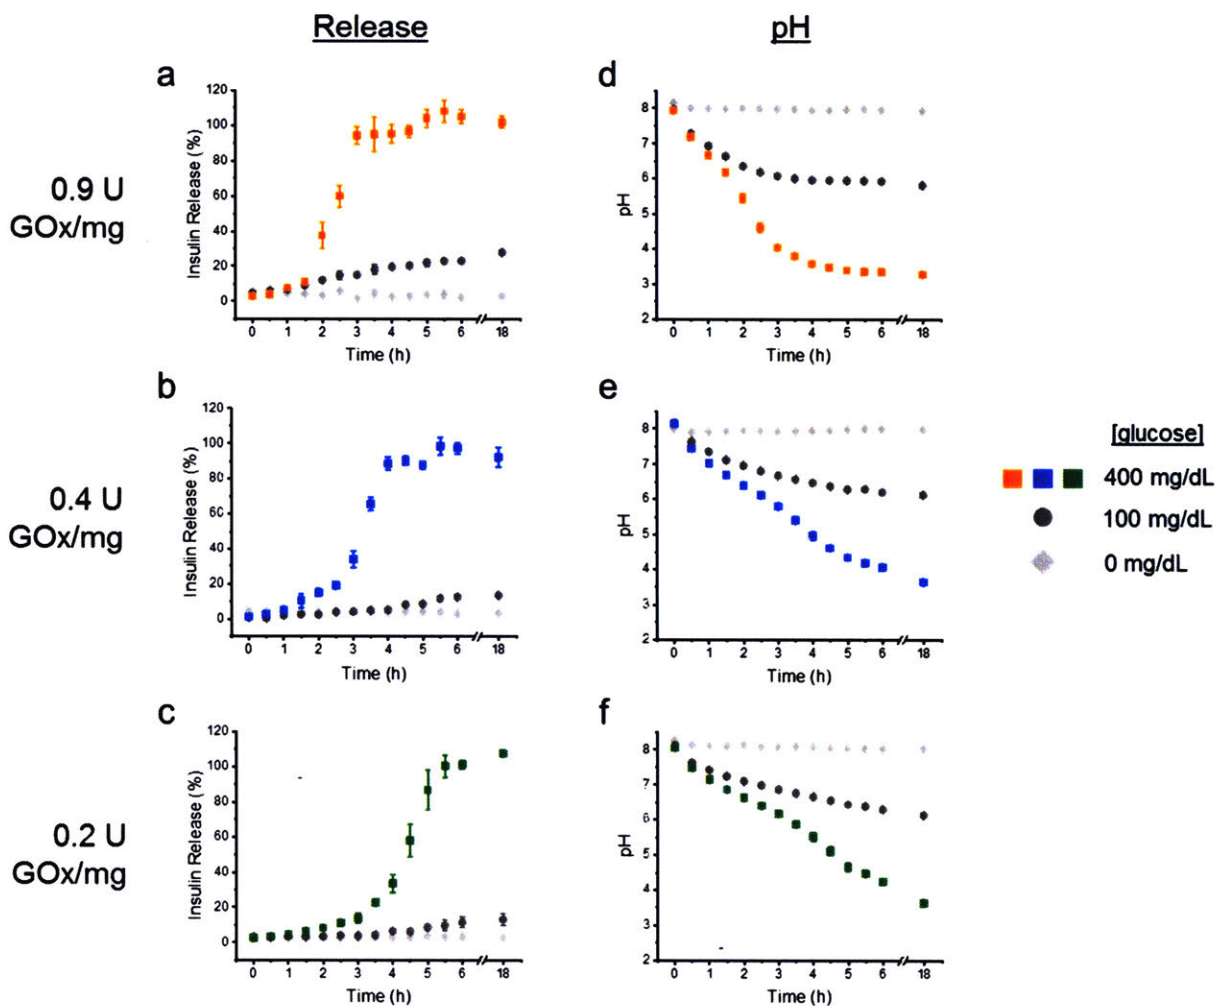 Release
pH
0.9 U
GOx/mg
a
Insulin Release (%)
120
100
80
60
40
20
0
0 1 2 3 4 5 6 18
Time (h)
d
pH
8
7
6
5
4
3
2
0 1 2 3 4 5 6 18
Time (h)
0.4 U
GOx/mg
b
Insulin Release (%)
120
100
80
60
40
20
0
0 1 2 3 4 5 6 18
Time (h)
e
pH
8
7
6
5
4
3
2
0 1 2 3 4 5 6 18
Time (h)
[glucose]
400 mg/dL
100 mg/dL
0 mg/dL
0.2 U
GOx/mg
c
Insulin Release (%)
120
100
80
60
40
20
0
0 1 2 3 4 5 6 18
Time (h)
f
pH
8
7
6
5
4
3
2
0 1 2 3 4 5 6 18
Time (h)